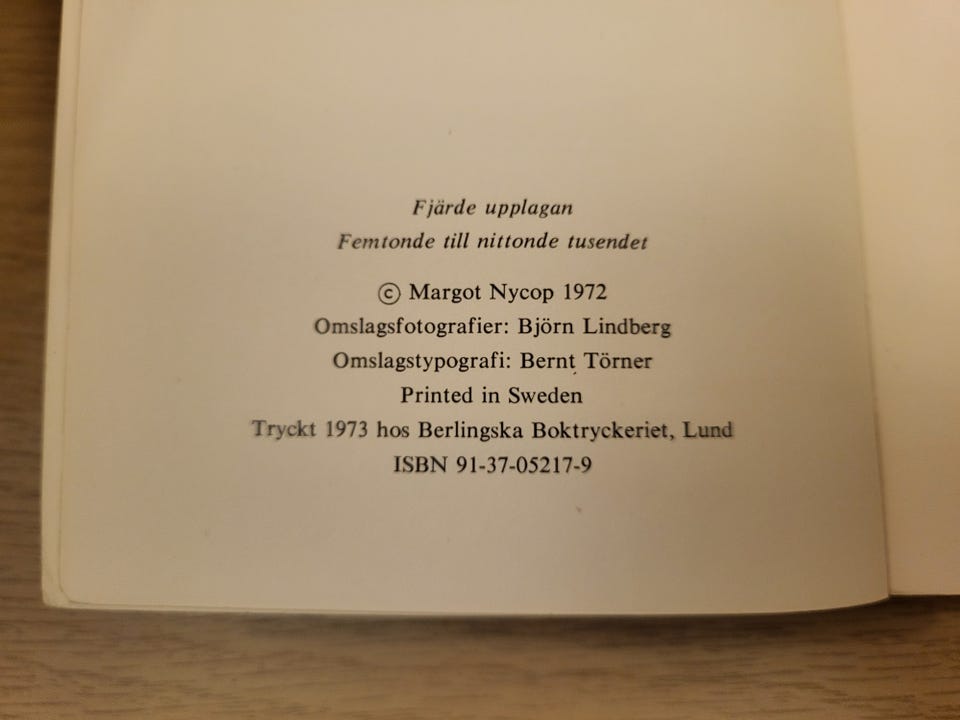 Fjärde upplagan
Femtonde till nittonde tusendet
© Margot Nycop 1972
Omslagsfotografier: Björn Lindberg
Omslagstypografi: Bernt Törner
Printed in Sweden
Tryckt 1973 hos Berlingska Boktryckeriet, Lund
ISBN 91-37-05217-9